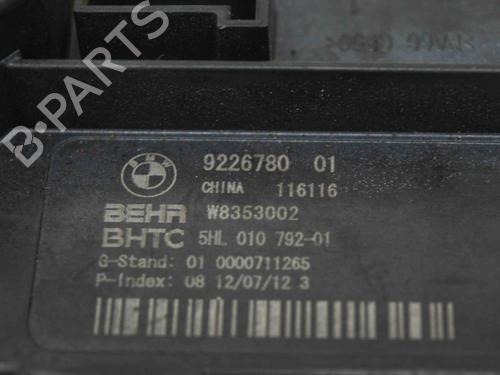 B-PARTS
BMW
9226780 01
CHINA 116116
BEHR W8353002
BHTC 5HL 010 792-01
G-Stand: 01 0000711265
P-Index: 08 12/07/12 3